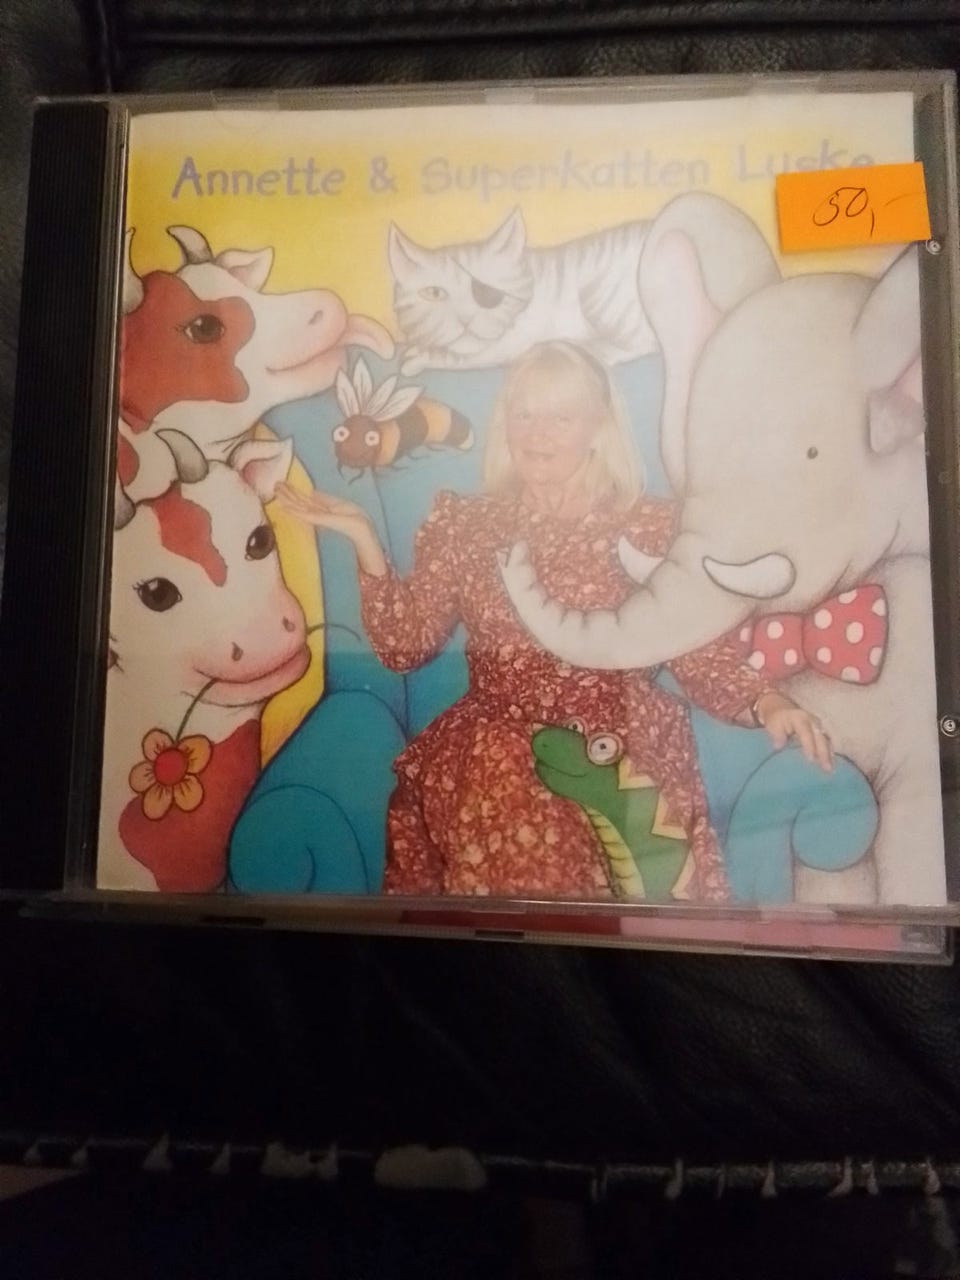 Annette & Superkatten Luske
50,-